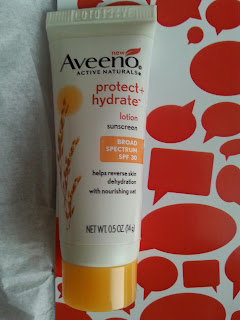 new
Aveeno®
ACTIVE NATURALS®
protect+
hydrate™
lotion
sunscreen
BROAD
SPECTRUM
SPF 30
helps reverse skin
dehydration
with nourishing oat
NET WT. 0.5 OZ. (14g)